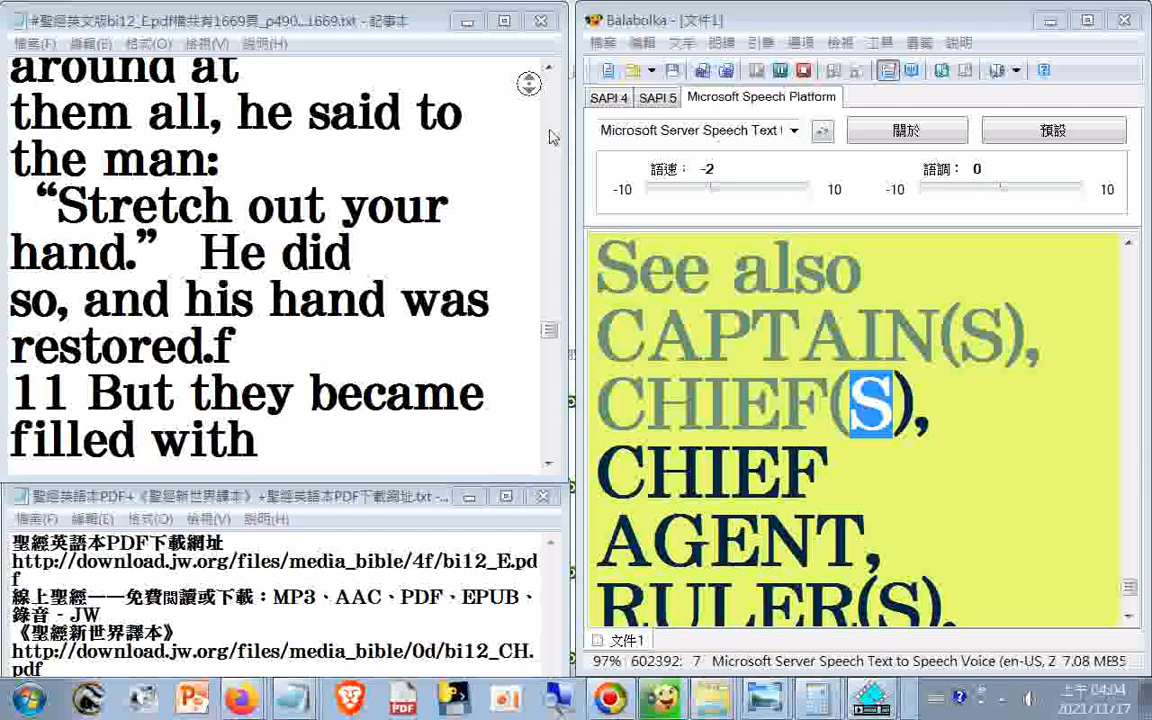 #聖經英文版bi12_E.pdf檔共有1669頁_p490...1669.txt - 記事本
檔案(F) 編輯(E) 格式(O) 檢視(V) 說明(H)
around at
them all, he said to
the man:
“Stretch out your
hand.” He did
so, and his hand was
restored.f
11 But they became
filled with
聖經英語本PDF+《聖經新世界譯本》+聖經英語本PDF下載網址.txt -...
檔案(F) 編輯(E) 格式(O) 檢視(V) 說明(H)
聖經英語本PDF下載網址
http://download.jw.org/files/media_bible/4f/bi12_E.pd
f
線上聖經──免費閱讀或下載：MP3、AAC、PDF、EPUB、
錄音 - JW
《聖經新世界譯本》
http://download.jw.org/files/media_bible/0d/bi12_CH.
pdf
Balabolka - [文件1]
檔案 編輯 文字 朗讀 引擎 選項 檢視 工具 書籤 說明
SAPI 4 SAPI 5 Microsoft Speech Platform
Microsoft Server Speech Text 關於 預設
語速： -2 語調： 0
-10 10 -10 10
See also
CAPTAIN(S),
CHIEF(S),
CHIEF
AGENT,
RULER(S).
文件1
97% 602392: 7 Microsoft Server Speech Text to Speech Voice (en-US, Z 7.08 MB
上午 04:04
2021/11/17